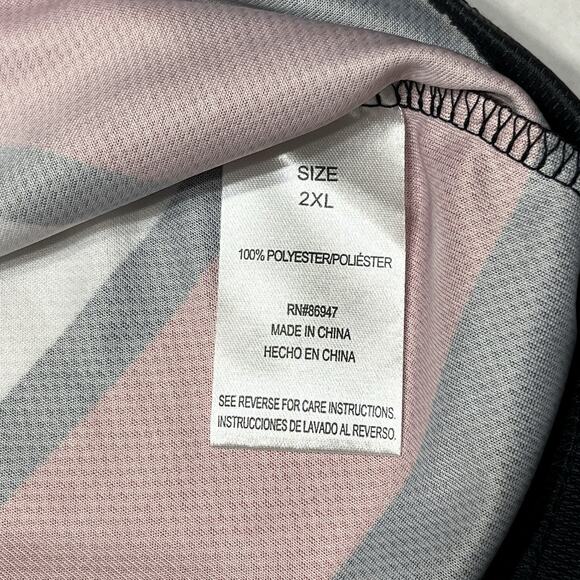 SIZE
2XL
100% POLYESTER/POLIÉSTER
RN#86947
MADE IN CHINA
HECHO EN CHINA
SEE REVERSE FOR CARE INSTRUCTIONS.
INSTRUCCIONES DE LAVADO AL REVERSO.